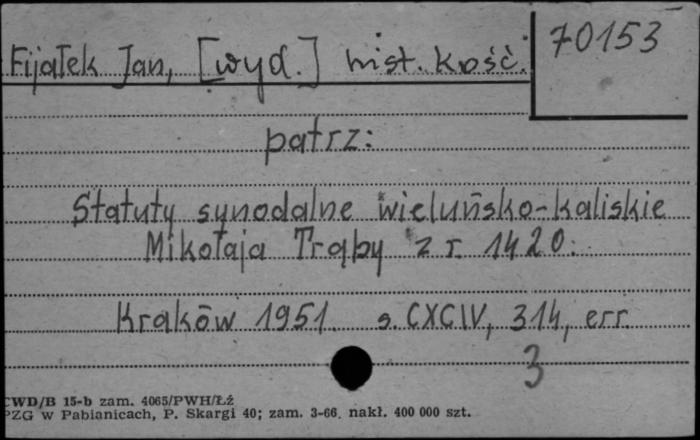 70153
Fijałek Jan, [wyd.] hist. kość.
patrz:
Statuty synodalne wieluńsko-kaliskie
Mikołaja Trąby z r. 1420.
Kraków 1951. s. CXCIV, 314, err.
3
CWD/B 15-b zam. 4065/PWH/Łź
PZG w Pabianicach, P. Skargi 40; zam. 3-66. nakł. 400 000 szt.